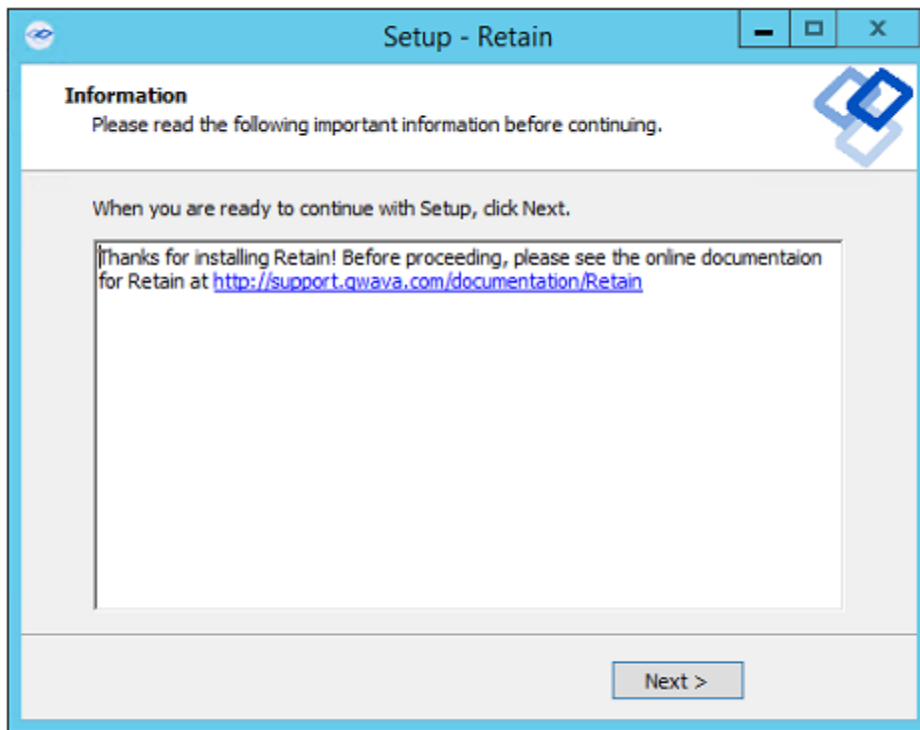 Setup - Retain
Information
Please read the following important information before continuing.
When you are ready to continue with Setup, click Next.
Thanks for installing Retain! Before proceeding, please see the online documentaion
for Retain at http://support.gwava.com/documentation/Retain
Next >